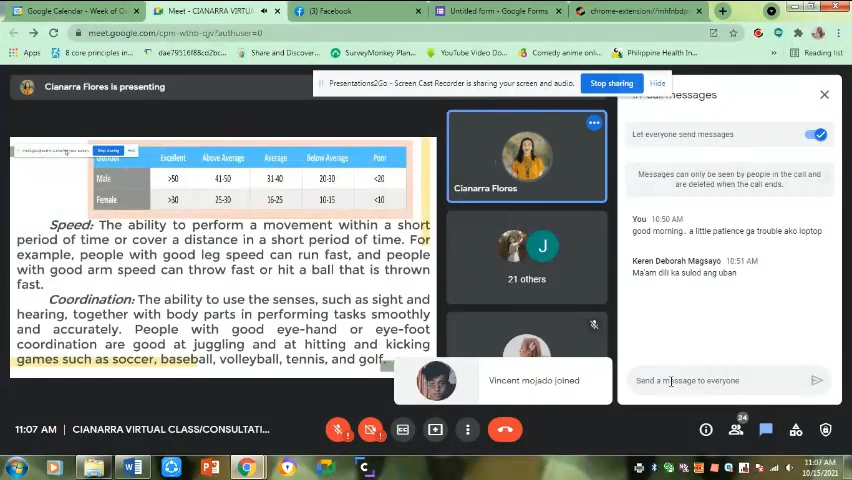 Google Calendar - Week of O
Meet - CIANARRA VIRTUAL
(3) Facebook
Untitled form - Google Forms
chrome-extension://mhfnbdp
meet.google.com/cpm-wthb-qjv?authuser=0
Apps
8 core principles in...
dae79516f88cd2bc...
Share and Discover...
SurveyMonkey Plam...
YouTube Video Do...
Comedy anime onli...
Philippine Health In...
Reading list
Cianarra Flores is presenting
Presentations2Go - Screen Cast Recorder is sharing your screen and audio.
Stop sharing
Hide
In-call messages
Let everyone send messages
Messages can only be seen by people in the call and
are deleted when the call ends.
You 10:50 AM
good morning.. a little patience ga trouble ako loptop
Keren Deborah Magsayo 10:51 AM
Ma'am dili ka sulod ang uban
Send a message to everyone
Stop sharing
Hide
Gender Excellent Above Average Average Below Average Poor
Male >50 41-50 31-40 20-30 <20
Female >30 25-30 16-25 10-15 <10
Speed: The ability to perform a movement within a short
period of time or cover a distance in a short period of time. For
example, people with good leg speed can run fast, and people
with good arm speed can throw fast or hit a ball that is thrown
fast.
Coordination: The ability to use the senses, such as sight and
hearing, together with body parts in performing tasks smoothly
and accurately. People with good eye-hand or eye-foot
coordination are good at juggling and at hitting and kicking
games such as soccer, baseball, volleyball, tennis, and golf.
Cianarra Flores
J
21 others
Vincent mojado joined
11:07 AM | CIANARRA VIRTUAL CLASS/CONSULTATI...
24
11:07 AM
10/15/2021